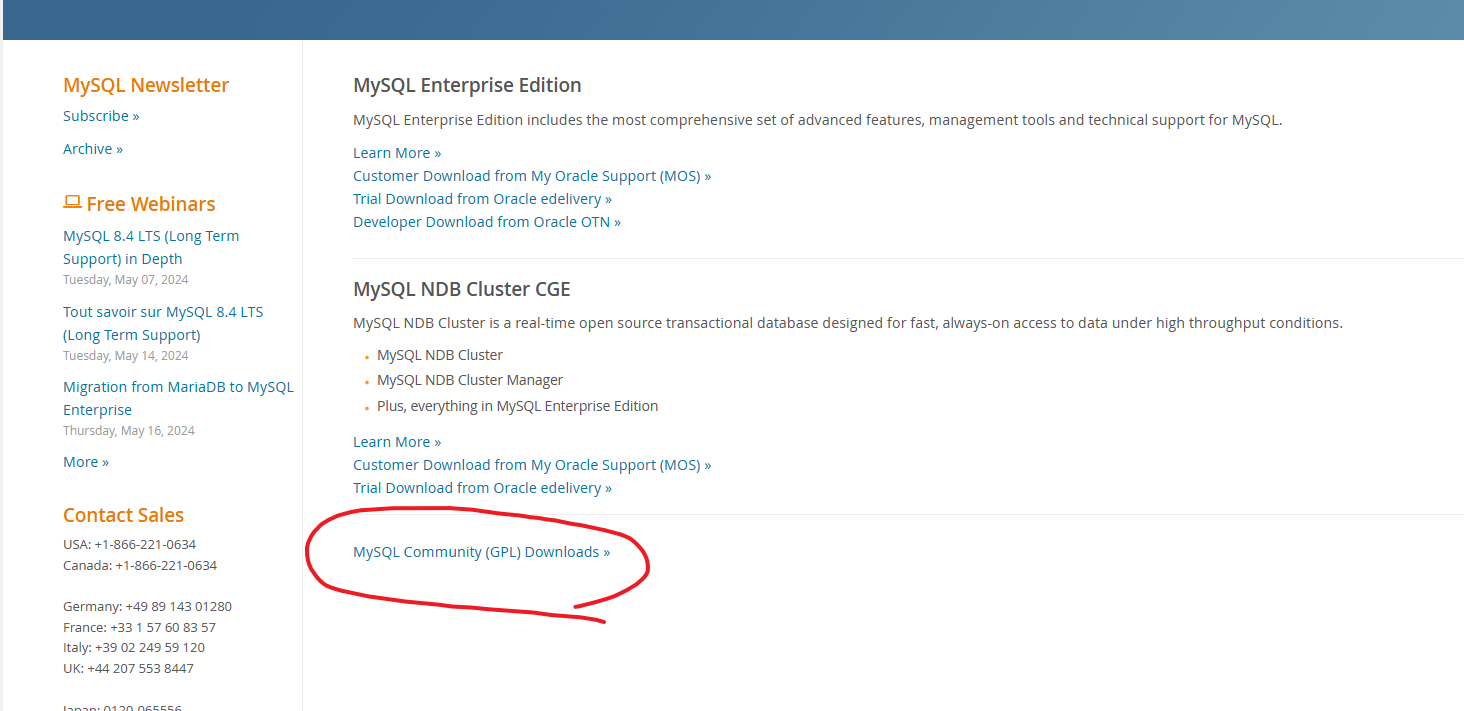 MySQL Newsletter
Subscribe »
Archive »
Free Webinars
MySQL 8.4 LTS (Long Term
Support) in Depth
Tuesday, May 07, 2024
Tout savoir sur MySQL 8.4 LTS
(Long Term Support)
Tuesday, May 14, 2024
Migration from MariaDB to MySQL
Enterprise
Thursday, May 16, 2024
More »
Contact Sales
USA: +1-866-221-0634
Canada: +1-866-221-0634
Germany: +49 89 143 01280
France: +33 1 57 60 83 57
Italy: +39 02 249 59 120
UK: +44 207 553 8447
Japan: 0120-065556
MySQL Enterprise Edition
MySQL Enterprise Edition includes the most comprehensive set of advanced features, management tools and technical support for MySQL.
Learn More »
Customer Download from My Oracle Support (MOS) »
Trial Download from Oracle edelivery »
Developer Download from Oracle OTN »
MySQL NDB Cluster CGE
MySQL NDB Cluster is a real-time open source transactional database designed for fast, always-on access to data under high throughput conditions.
• MySQL NDB Cluster
• MySQL NDB Cluster Manager
• Plus, everything in MySQL Enterprise Edition
Learn More »
Customer Download from My Oracle Support (MOS) »
Trial Download from Oracle edelivery »
MySQL Community (GPL) Downloads »